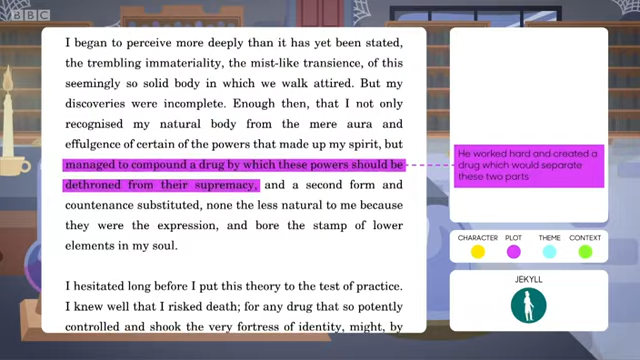 BBC
I began to perceive more deeply than it has yet been stated,
the trembling immateriality, the mist-like transience, of this
seemingly so solid body in which we walk attired. But my
discoveries were incomplete. Enough then, that I not only
recognised my natural body from the mere aura and
effulgence of certain of the powers that made up my spirit, but
managed to compound a drug by which these powers should be
dethroned from their supremacy, and a second form and
countenance substituted, none the less natural to me because
they were the expression, and bore the stamp of lower
elements in my soul.
I hesitated long before I put this theory to the test of practice.
I knew well that I risked death; for any drug that so potently
controlled and shook the very fortress of identity, might, by
He worked hard and created a
drug which would separate
these two parts
CHARACTER PLOT THEME CONTEXT
JEKYLL